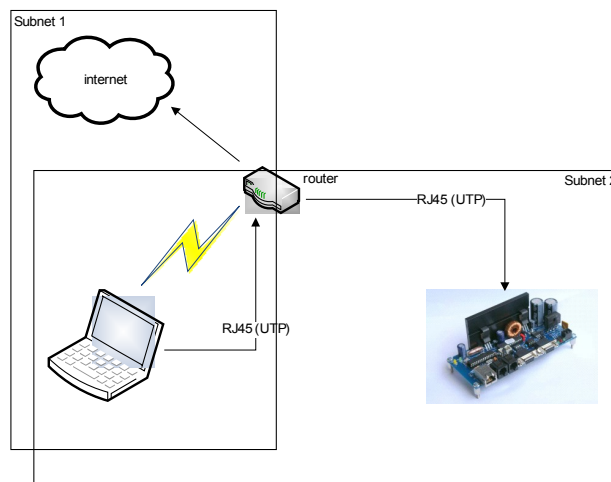 Subnet 1
internet
router
Subnet 2
RJ45 (UTP)
RJ45 (UTP)